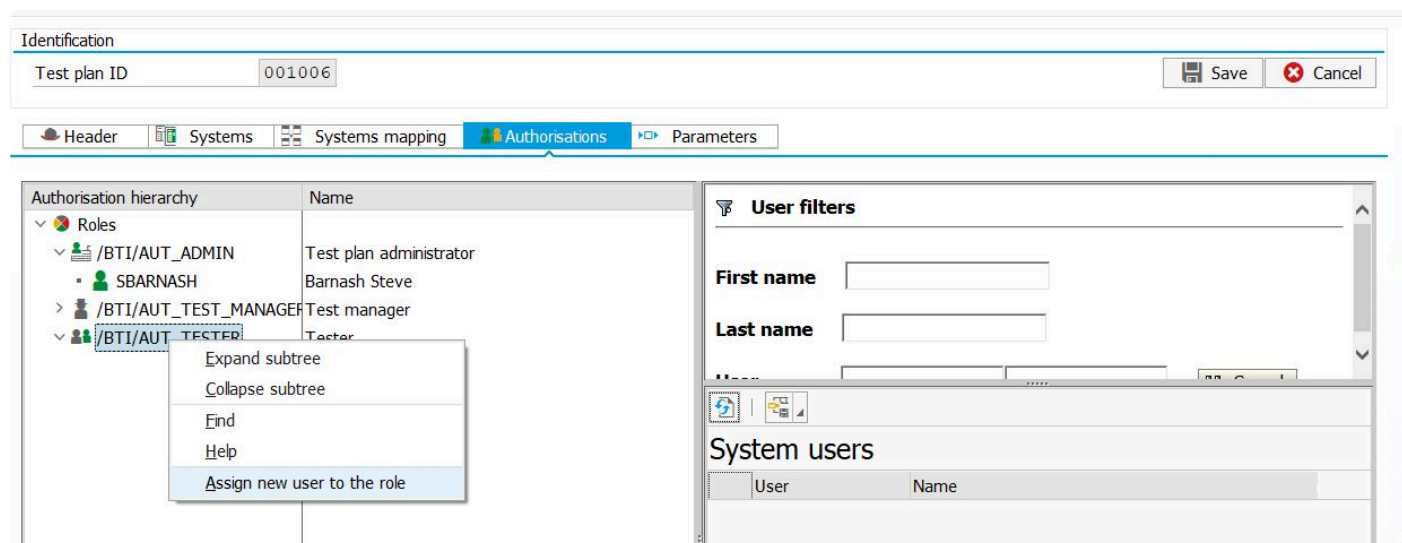 Identification
Test plan ID 001006 Save Cancel
Header Systems Systems mapping Authorisations Parameters
Authorisation hierarchy Name
Roles
/BTI/AUT_ADMIN Test plan administrator
SBARNASH Barnash Steve
/BTI/AUT_TEST_MANAGER Test manager
/BTI/AUT_TESTER Tester
Expand subtree
Collapse subtree
Find
Help
Assign new user to the role
User filters
First name
Last name
System users
User Name